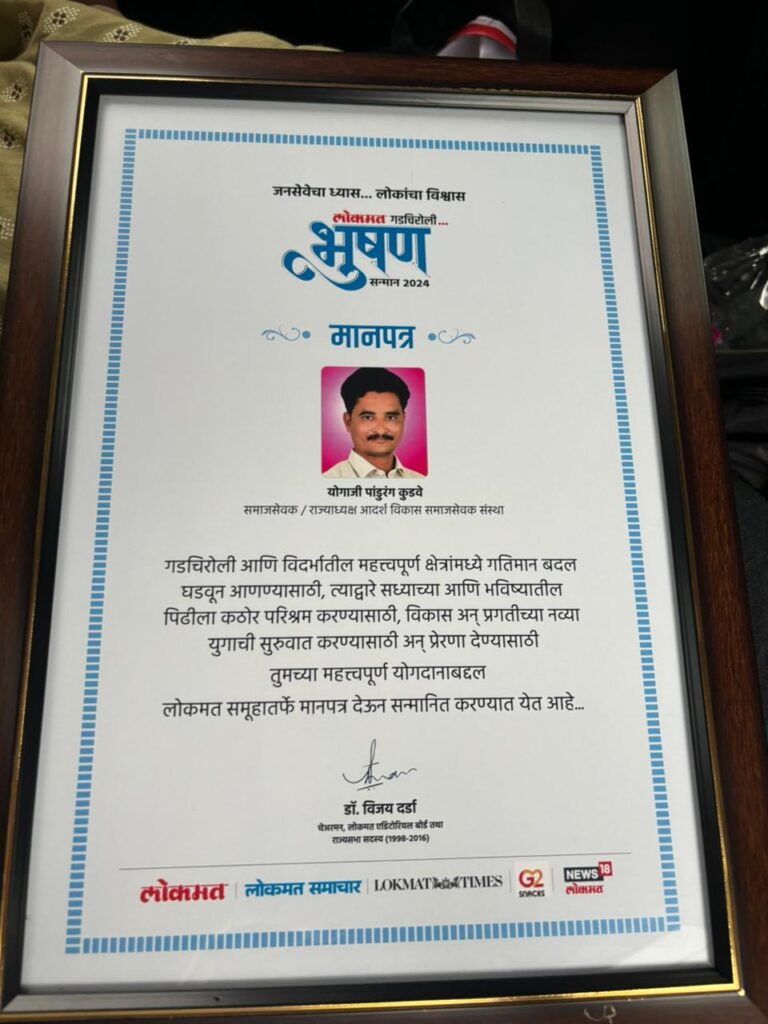 जनसेवेचा ध्यास... लोकांचा विश्वास
लोकमत गडचिरोली...
भुषण
सन्मान 2024
मानपत्र
योगाजी पांडुरंग कुडवे
समाजसेवक / राज्याध्यक्ष आदर्श विकास समाजसेवक संस्था
गडचिरोली आणि विदर्भातील महत्त्वपूर्ण क्षेत्रांमध्ये गतिमान बदल
घडवून आणण्यासाठी, त्याद्वारे सध्याच्या आणि भविष्यातील
पिढीला कठोर परिश्रम करण्यासाठी, विकास अन् प्रगतीच्या नव्या
युगाची सुरुवात करण्यासाठी अन् प्रेरणा देण्यासाठी
तुमच्या महत्त्वपूर्ण योगदानाबद्दल
लोकमत समूहातर्फे मानपत्र देऊन सन्मानित करण्यात येत आहे...
डॉ. विजय दर्डा
चेअरमन, लोकमत एडिटोरियल बोर्ड तथा
राज्यसभा सदस्य (1998-2016)
लोकमत | लोकमत समाचार | LOKMAT TIMES | G2 SNACKS | NEWS 18 लोकमत